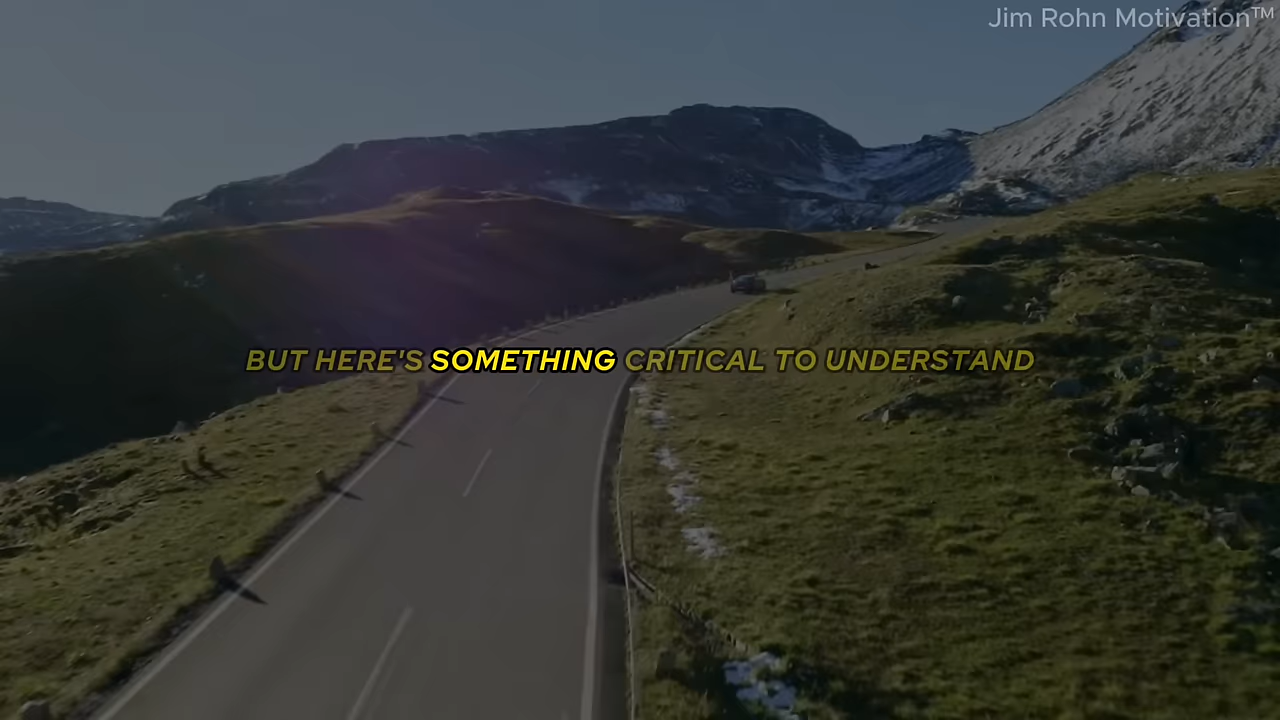 Jim Rohn Motivation™
BUT HERE'S SOMETHING CRITICAL TO UNDERSTAND